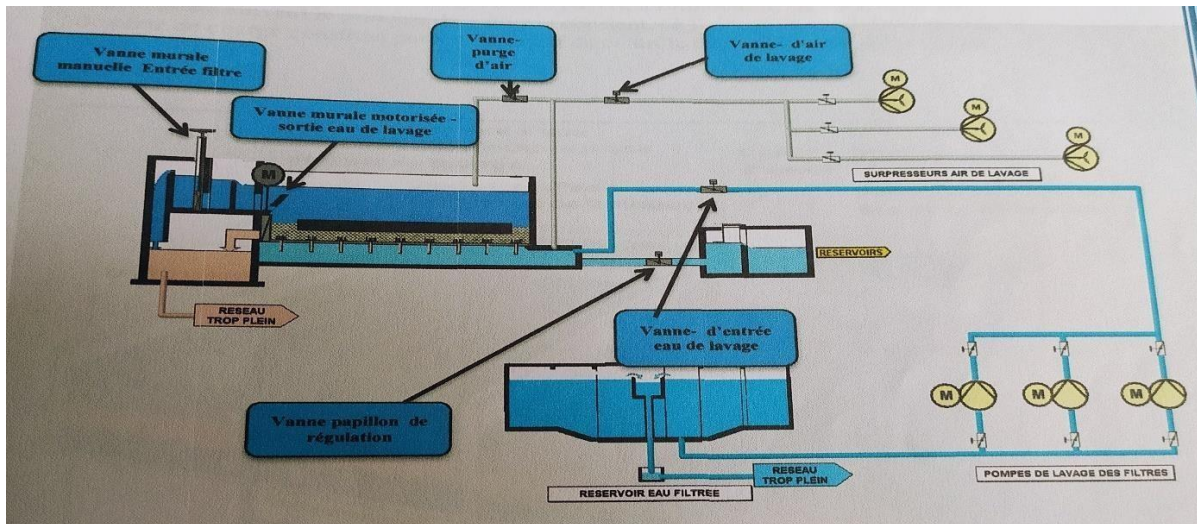 Vanne murale
manuelle Entrée filtre
Vanne-
purge
d'air
Vanne- d'air
de lavage
Vanne murale motorisée -
sortie eau de lavage
M
M
M
M
SURPRESSEURS AIR DE LAVAGE
RESERVOIRS
RESEAU
TROP PLEIN
Vanne- d'entrée
eau de lavage
Vanne papillon de
régulation
M
M
M
RESEAU
TROP PLEIN
RESERVOIR EAU FILTREE
POMPES DE LAVAGE DES FILTRES